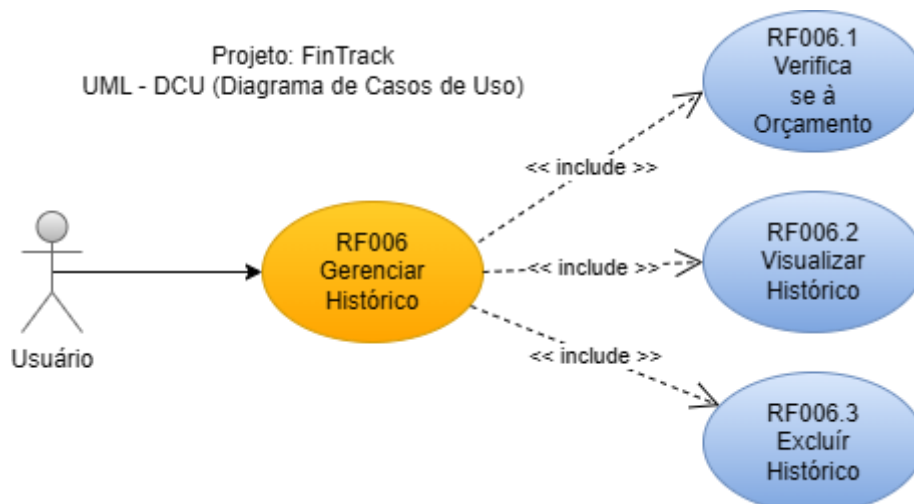 Projeto: FinTrack
UML - DCU (Diagrama de Casos de Uso)
RF006.1
Verifica
se à
Orçamento
<< include >>
RF006
Gerenciar
Histórico
<< include >>
RF006.2
Visualizar
Histórico
Usuário
<< include >>
RF006.3
Excluír
Histórico